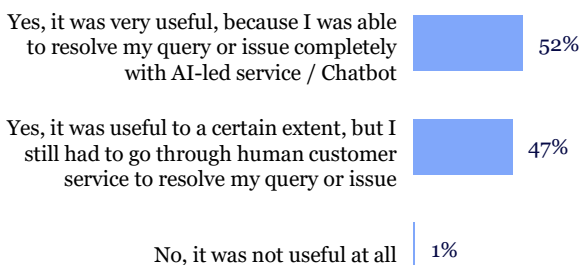 Yes, it was very useful, because I was able
to resolve my query or issue completely
with AI-led service / Chatbot
52%
Yes, it was useful to a certain extent, but I
still had to go through human customer
service to resolve my query or issue
47%
No, it was not useful at all
1%